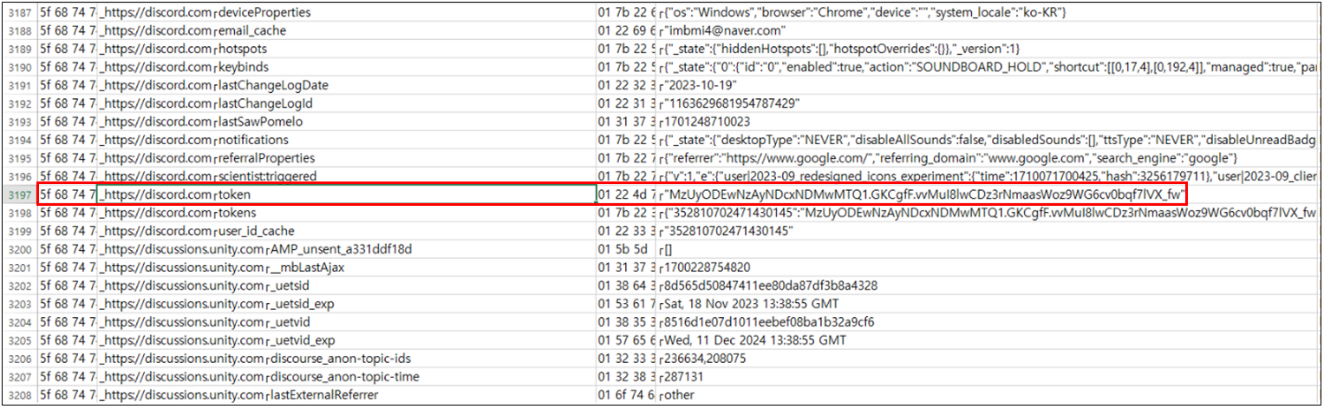 3187 5f 68 74 7 _https://discord.com┌deviceProperties 01 7b 22 6 ┌{"os":"Windows","browser":"Chrome","device":"","system_locale":"ko-KR"}
3188 5f 68 74 7 _https://discord.com┌email_cache 01 22 69 6 ┌"imbmi4@naver.com"
3189 5f 68 74 7 _https://discord.com┌hotspots 01 7b 22 5 ┌{"_state":{"hiddenHotspots":[],"hotspotOverrides":{}},"_version":1}
3190 5f 68 74 7 _https://discord.com┌keybinds 01 7b 22 5 ┌{"_state":{"0":{"id":"0","enabled":true,"action":"SOUNDBOARD_HOLD","shortcut":[[0,17,4],[0,192,4]],"managed":true,"par
3191 5f 68 74 7 _https://discord.com┌lastChangeLogDate 01 22 32 3 ┌"2023-10-19"
3192 5f 68 74 7 _https://discord.com┌lastChangeLogId 01 22 31 3 ┌"1163629681954787429"
3193 5f 68 74 7 _https://discord.com┌lastSawPomelo 01 31 37 3 ┌1701248710023
3194 5f 68 74 7 _https://discord.com┌notifications 01 7b 22 5 ┌{"_state":{"desktopType":"NEVER","disableAllSounds":false,"disabledSounds":[],"ttsType":"NEVER","disableUnreadBadg
3195 5f 68 74 7 _https://discord.com┌referralProperties 01 7b 22 7 ┌{"referrer":"https://www.google.com/","referring_domain":"www.google.com","search_engine":"google"}
3196 5f 68 74 7 _https://discord.com┌scientist:triggered 01 7b 22 7 ┌{"v":1,"e":{"user|2023-09_redesigned_icons_experiment":{"time":1710071700425,"hash":3256179711},"user|2023-09_clier
3197 5f 68 74 7 _https://discord.com┌token 01 22 4d 7 ┌"MzUyODEwNzAyNDcxNDMwMTQ1.GKCgfF.vvMuI8lwCDz3rNmaasWoz9WG6cv0bqf7lVX_fw"
3198 5f 68 74 7 _https://discord.com┌tokens 01 7b 22 3 ┌{"352810702471430145":"MzUyODEwNzAyNDcxNDMwMTQ1.GKCgfF.vvMuI8lwCDz3rNmaasWoz9WG6cv0bqf7lVX_fw
3199 5f 68 74 7 _https://discord.com┌user_id_cache 01 22 33 3 ┌"352810702471430145"
3200 5f 68 74 7 _https://discussions.unity.com┌AMP_unsent_a331ddf18d 01 5b 5d ┌[]
3201 5f 68 74 7 _https://discussions.unity.com┌__mbLastAjax 01 31 37 3 ┌1700228754820
3202 5f 68 74 7 _https://discussions.unity.com┌_uetsid 01 38 64 3 ┌8d565d50847411ee80da87df3b8a4328
3203 5f 68 74 7 _https://discussions.unity.com┌_uetsid_exp 01 53 61 7 ┌Sat, 18 Nov 2023 13:38:55 GMT
3204 5f 68 74 7 _https://discussions.unity.com┌_uetvid 01 38 35 3 ┌8516d1e07d1011eebef08ba1b32a9cf6
3205 5f 68 74 7 _https://discussions.unity.com┌_uetvid_exp 01 57 65 6 ┌Wed, 11 Dec 2024 13:38:55 GMT
3206 5f 68 74 7 _https://discussions.unity.com┌discourse_anon-topic-ids 01 32 33 3 ┌236634,208075
3207 5f 68 74 7 _https://discussions.unity.com┌discourse_anon-topic-time 01 32 38 3 ┌287131
3208 5f 68 74 7 _https://discussions.unity.com┌lastExternalReferrer 01 6f 74 6 ┌other